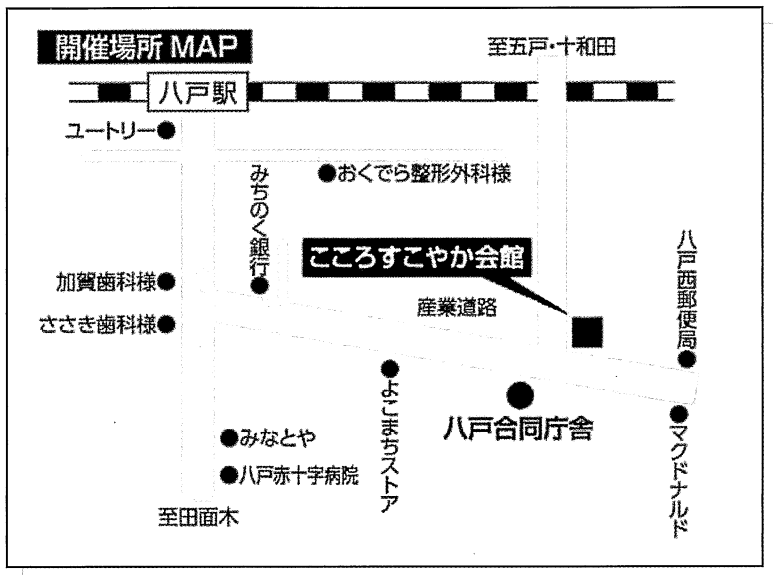 開催場所 MAP
至五戸・十和田
八戸駅
ユートリー
おくでら整形外科様
みちのく銀行
こころすこやか会館
八戸西郵便局
加賀歯科様
産業道路
ささき歯科様
よこまちストア
八戸合同庁舎
マクドナルド
みなとや
八戸赤十字病院
至田面木